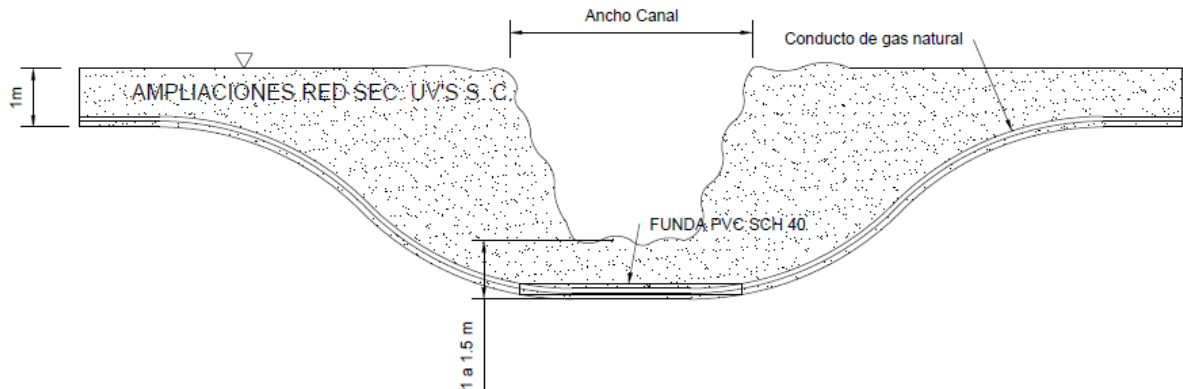 Ancho Canal
Conducto de gas natural
1m
AMPLIACIONES RED SEC. UV'S S. C.
FUNDA PVC SCH 40.
1 a 1.5 m